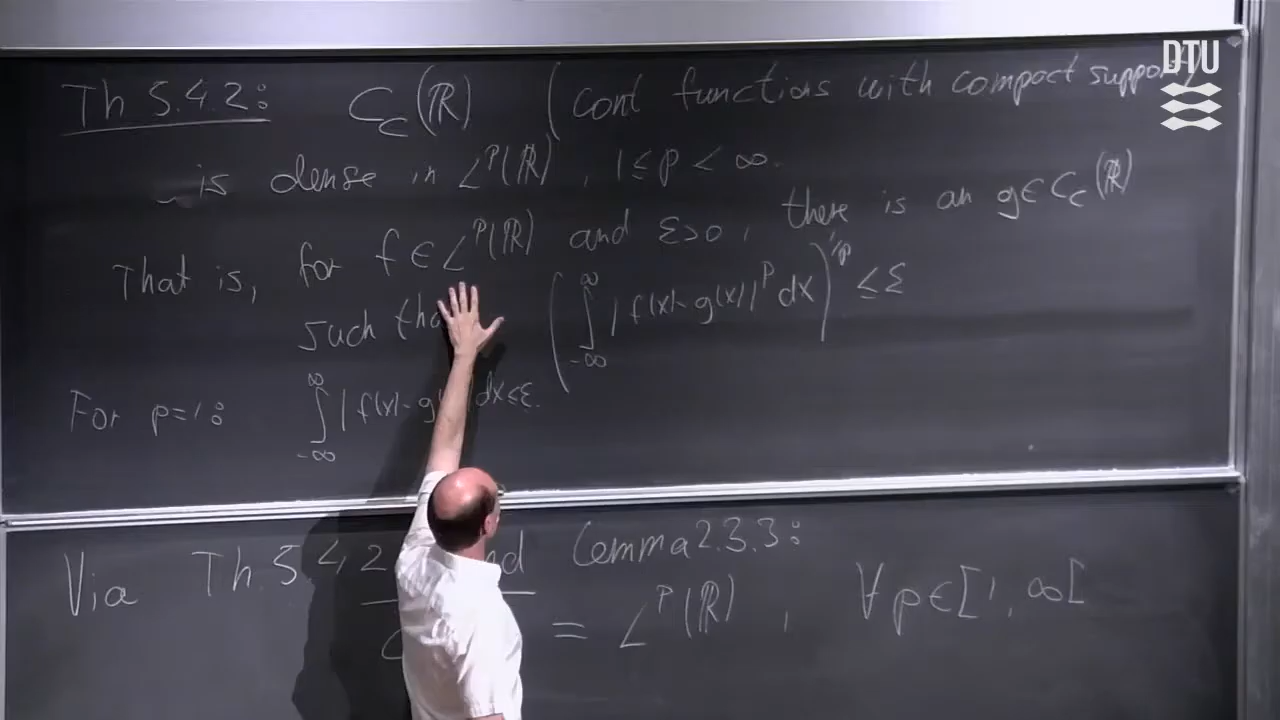 DTU
Th 5.4.2: C_c(ℝ) (cont functions with compact support)
is dense in L^p(ℝ), 1 ≤ p < ∞.
That is, for f ∈ L^p(ℝ) and ε>0, there is an g ∈ C_c(ℝ)
such (∫_{-∞}^{∞} |f(x)-g(x)|^p dx)^{1/p} ≤ ε
For p=1: ∫_{-∞}^{∞} |f(x)-g dx ≤ ε.
Via Th. 5.4.2 Lemma 2.3.3:
= L^p(ℝ), ∀ p ∈ [1, ∞[